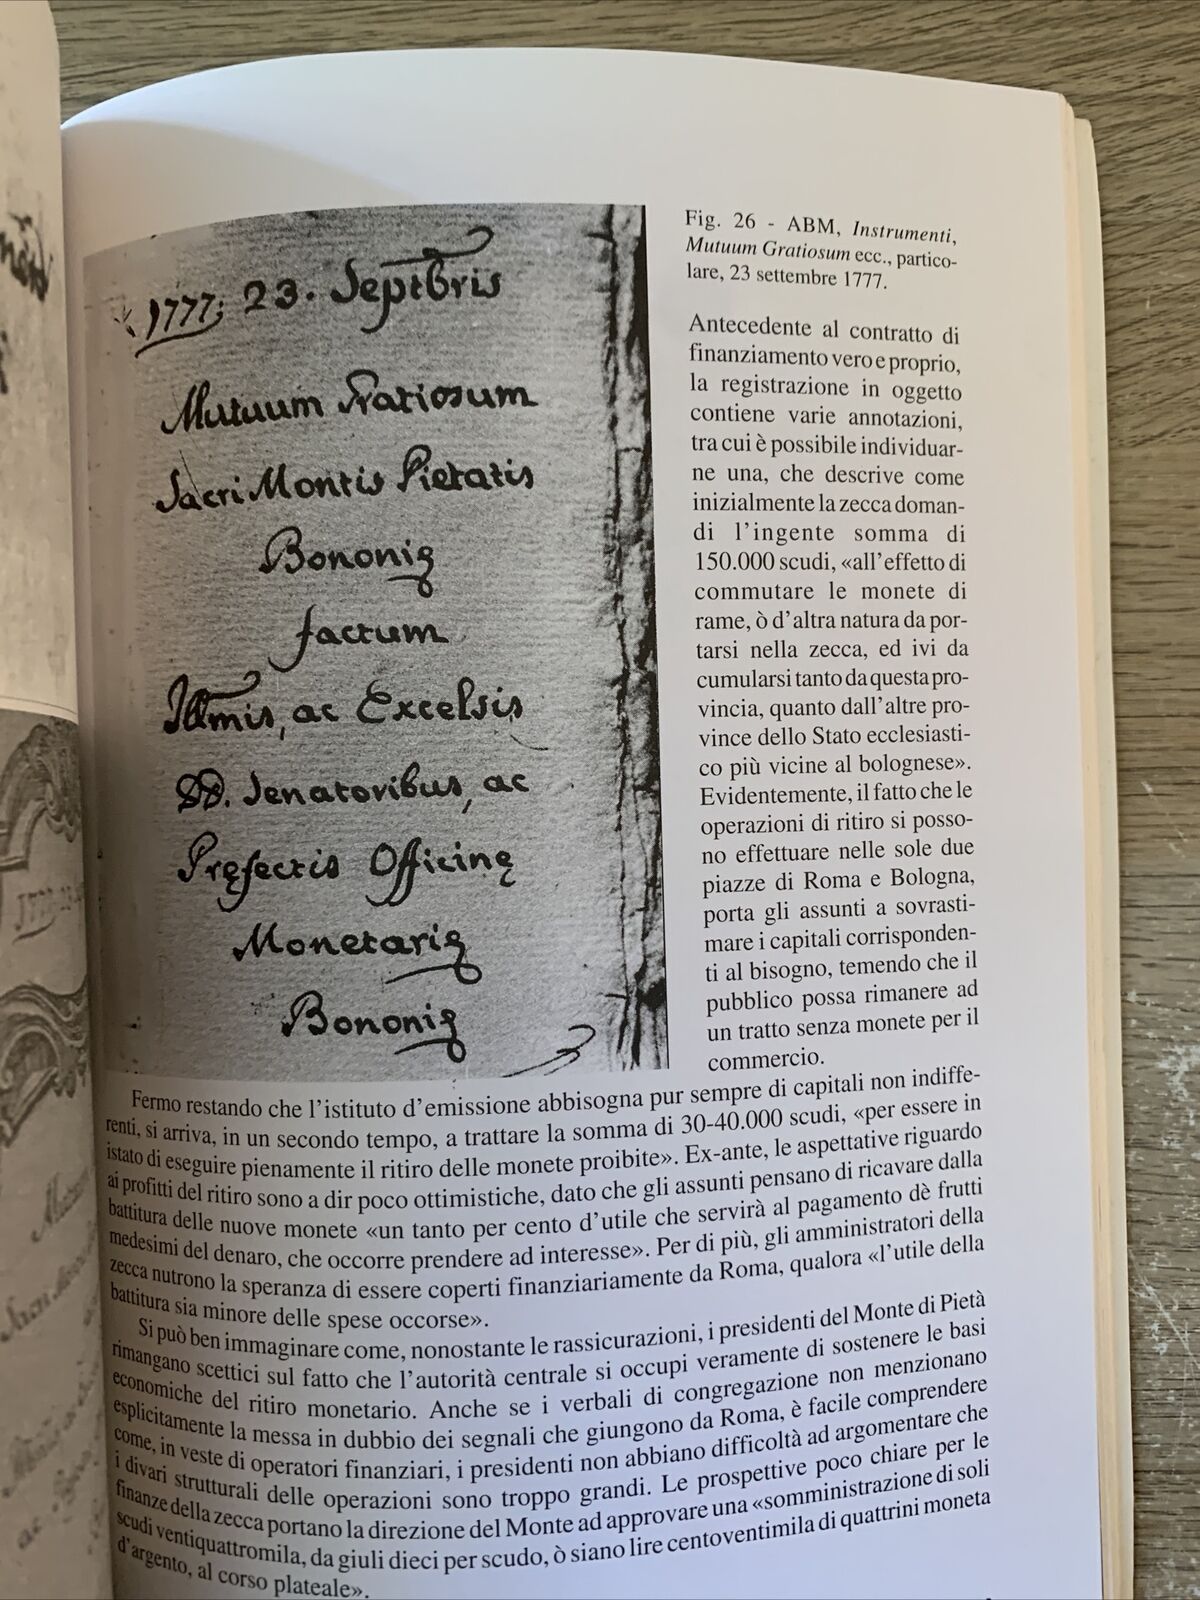 1777; 23. Septbris
Mutuum Gratiosum
Sacri Montis Pietatis
Bononię
factum
Illmis, ac Excelsis
DD. Senatoribus, ac
Pręfectis Officinę
Monetarię
Bononię
Fig. 26 - ABM, Instrumenti,
Mutuum Gratiosum ecc., partico-
lare, 23 settembre 1777.
Antecedente al contratto di
finanziamento vero e proprio,
la registrazione in oggetto
contiene varie annotazioni,
tra cui è possibile individuar-
ne una, che descrive come
inizialmente la zecca doman-
di l'ingente somma di
150.000 scudi, «all'effetto di
commutare le monete di
rame, ò d'altra natura da por-
tarsi nella zecca, ed ivi da
cumularsi tanto da questa pro-
vincia, quanto dall'altre pro-
vince dello Stato ecclesiasti-
co più vicine al bolognese».
Evidentemente, il fatto che le
operazioni di ritiro si posso-
no effettuare nelle sole due
piazze di Roma e Bologna,
porta gli assunti a sovrasti-
mare i capitali corrisponden-
ti al bisogno, temendo che il
pubblico possa rimanere ad
un tratto senza monete per il
commercio.
Fermo restando che l'istituto d'emissione abbisogna pur sempre di capitali non indiffe-
renti, si arriva, in un secondo tempo, a trattare la somma di 30-40.000 scudi, «per essere in
istato di eseguire pienamente il ritiro delle monete proibite». Ex-ante, le aspettative riguardo
ai profitti del ritiro sono a dir poco ottimistiche, dato che gli assunti pensano di ricavare dalla
battitura delle nuove monete «un tanto per cento d'utile che servirà al pagamento dè frutti
medesimi del denaro, che occorre prendere ad interesse». Per di più, gli amministratori della
zecca nutrono la speranza di essere coperti finanziariamente da Roma, qualora «l'utile della
battitura sia minore delle spese occorse».
Si può ben immaginare come, nonostante le rassicurazioni, i presidenti del Monte di Pietà
rimangano scettici sul fatto che l'autorità centrale si occupi veramente di sostenere le basi
economiche del ritiro monetario. Anche se i verbali di congregazione non menzionano
esplicitamente la messa in dubbio dei segnali che giungono da Roma, è facile comprendere
come, in veste di operatori finanziari, i presidenti non abbiano difficoltà ad argomentare che
i divari strutturali delle operazioni sono troppo grandi. Le prospettive poco chiare per le
finanze della zecca portano la direzione del Monte ad approvare una «somministrazione di soli
scudi ventiquattromila, da giuli dieci per scudo, ò siano lire centoventimila di quattrini moneta
d'argento, al corso plateale».